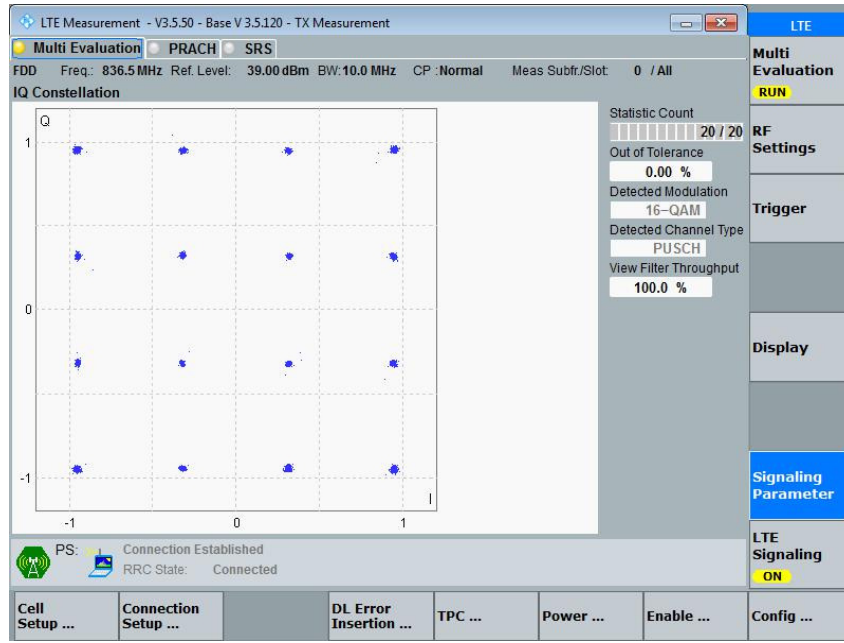 LTE Measurement - V3.5.50 - Base V 3.5.120 - TX Measurement
LTE
Multi Evaluation PRACH SRS
FDD Freq.: 836.5 MHz Ref. Level: 39.00 dBm BW: 10.0 MHz CP : Normal Meas Subfr./Slot: 0 / All
IQ Constellation
Q
1
0
-1
-1 0 1
I
Statistic Count
20 / 20
Out of Tolerance
0.00 %
Detected Modulation
16-QAM
Detected Channel Type
PUSCH
View Filter Throughput
100.0 %
Multi
Evaluation
RUN
RF
Settings
Trigger
Display
Signaling
Parameter
LTE
Signaling
ON
PS: Connection Established
RRC State: Connected
Cell
Setup ...
Connection
Setup ...
DL Error
Insertion ...
TPC ...
Power ...
Enable ...
Config ...